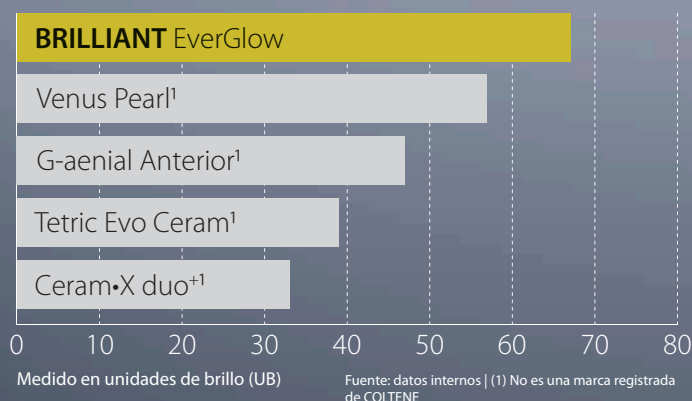 BRILLIANT EverGlow
Venus Pearl¹
G-aenial Anterior¹
Tetric Evo Ceram¹
Ceram•X duo⁺¹
0 10 20 30 40 50 60 70 80
Medido en unidades de brillo (UB)
Fuente: datos internos | (1) No es una marca registrada
de COLTENE